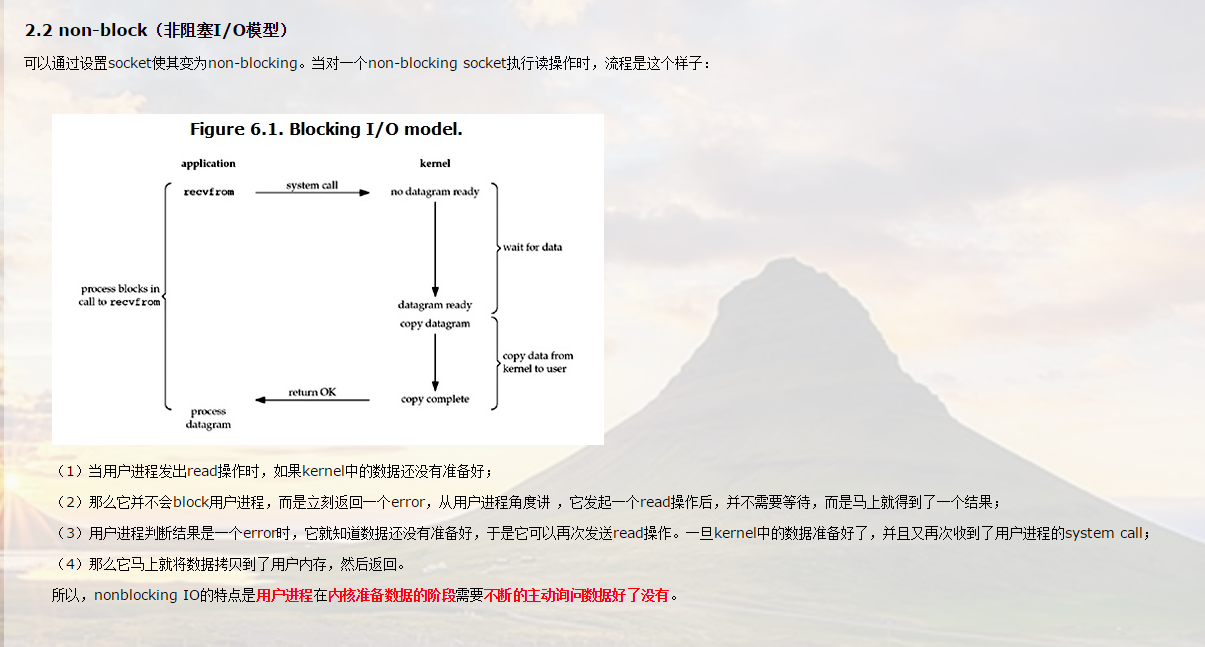 2.2 non-block（非阻塞I/O模型）
可以通过设置socket使其变为non-blocking。当对一个non-blocking socket执行读操作时，流程是这个样子：
Figure 6.1. Blocking I/O model.
application
kernel
recvfrom
system call
no datagram ready
wait for data
process blocks in
call to recvfrom
datagram ready
copy datagram
copy data from
kernel to user
return OK
copy complete
process
datagram
（1）当用户进程发出read操作时，如果kernel中的数据还没有准备好；
（2）那么它并不会block用户进程，而是立刻返回一个error，从用户进程角度讲 ，它发起一个read操作后，并不需要等待，而是马上就得到了一个结果；
（3）用户进程判断结果是一个error时，它就知道数据还没有准备好，于是它可以再次发送read操作。一旦kernel中的数据准备好了，并且又再次收到了用户进程的system call；
（4）那么它马上就将数据拷贝到了用户内存，然后返回。
所以，nonblocking IO的特点是用户进程在内核准备数据的阶段需要不断的主动询问数据好了没有。